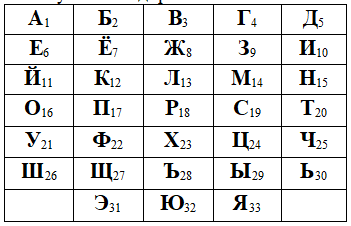 А1 Б2 В3 Г4 Д5
Е6 Ё7 Ж8 З9 И10
Й11 К12 Л13 М14 Н15
О16 П17 Р18 С19 Т20
У21 Ф22 Х23 Ц24 Ч25
Ш26 Щ27 Ъ28 Ы29 Ь30
Э31 Ю32 Я33